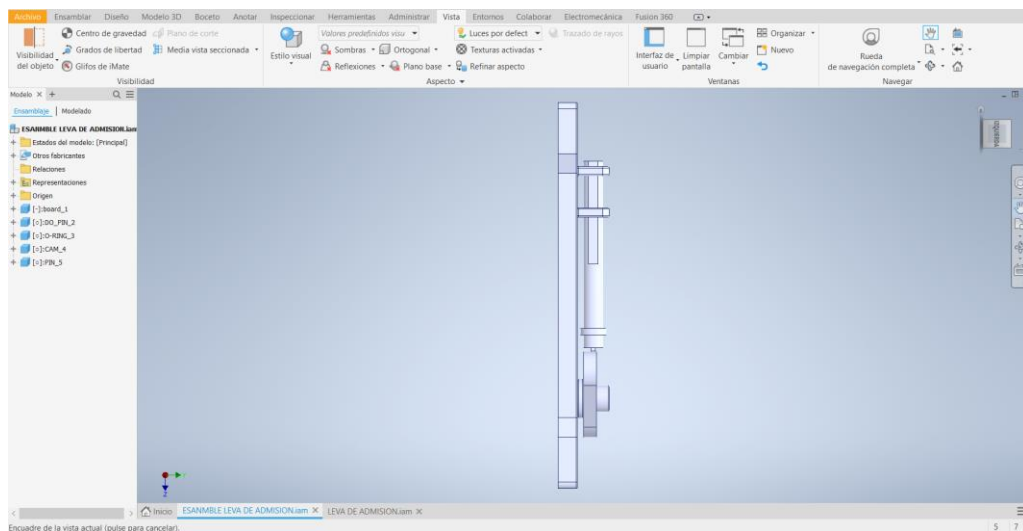 Archivo Ensamblar Diseño Modelo 3D Boceto Anotar Inspeccionar Herramientas Administrar Vista Entornos Colaborar Electromecánica Fusion 360
Visibilidad del objeto
Centro de gravedad
Plano de corte
Grados de libertad
Media vista seccionada
Glifos de iMate
Visibilidad
Estilo visual
Valores predefinidos visu
Sombras
Ortogonal
Reflexiones
Plano base
Luces por defect
Trazado de rayos
Texturas activadas
Refinar aspecto
Aspecto
Interfaz de usuario
Limpiar pantalla
Cambiar
Organizar
Nuevo
Ventanas
Rueda
de navegación completa
Navegar
Modelo
Ensamblaje | Modelado
ESANMBLE LEVA DE ADMISION.iam
Estados del modelo: [Principal]
Otros fabricantes
Relaciones
Representaciones
Origen
[-]:board_1
[○]:DO_PIN_2
[○]:O-RING_3
[○]:CAM_4
[○]:PIN_5
Inicio
ESANMBLE LEVA DE ADMISION.iam
LEVA DE ADMISION.iam
Encuadre de la vista actual (pulse para cancelar).
5 7